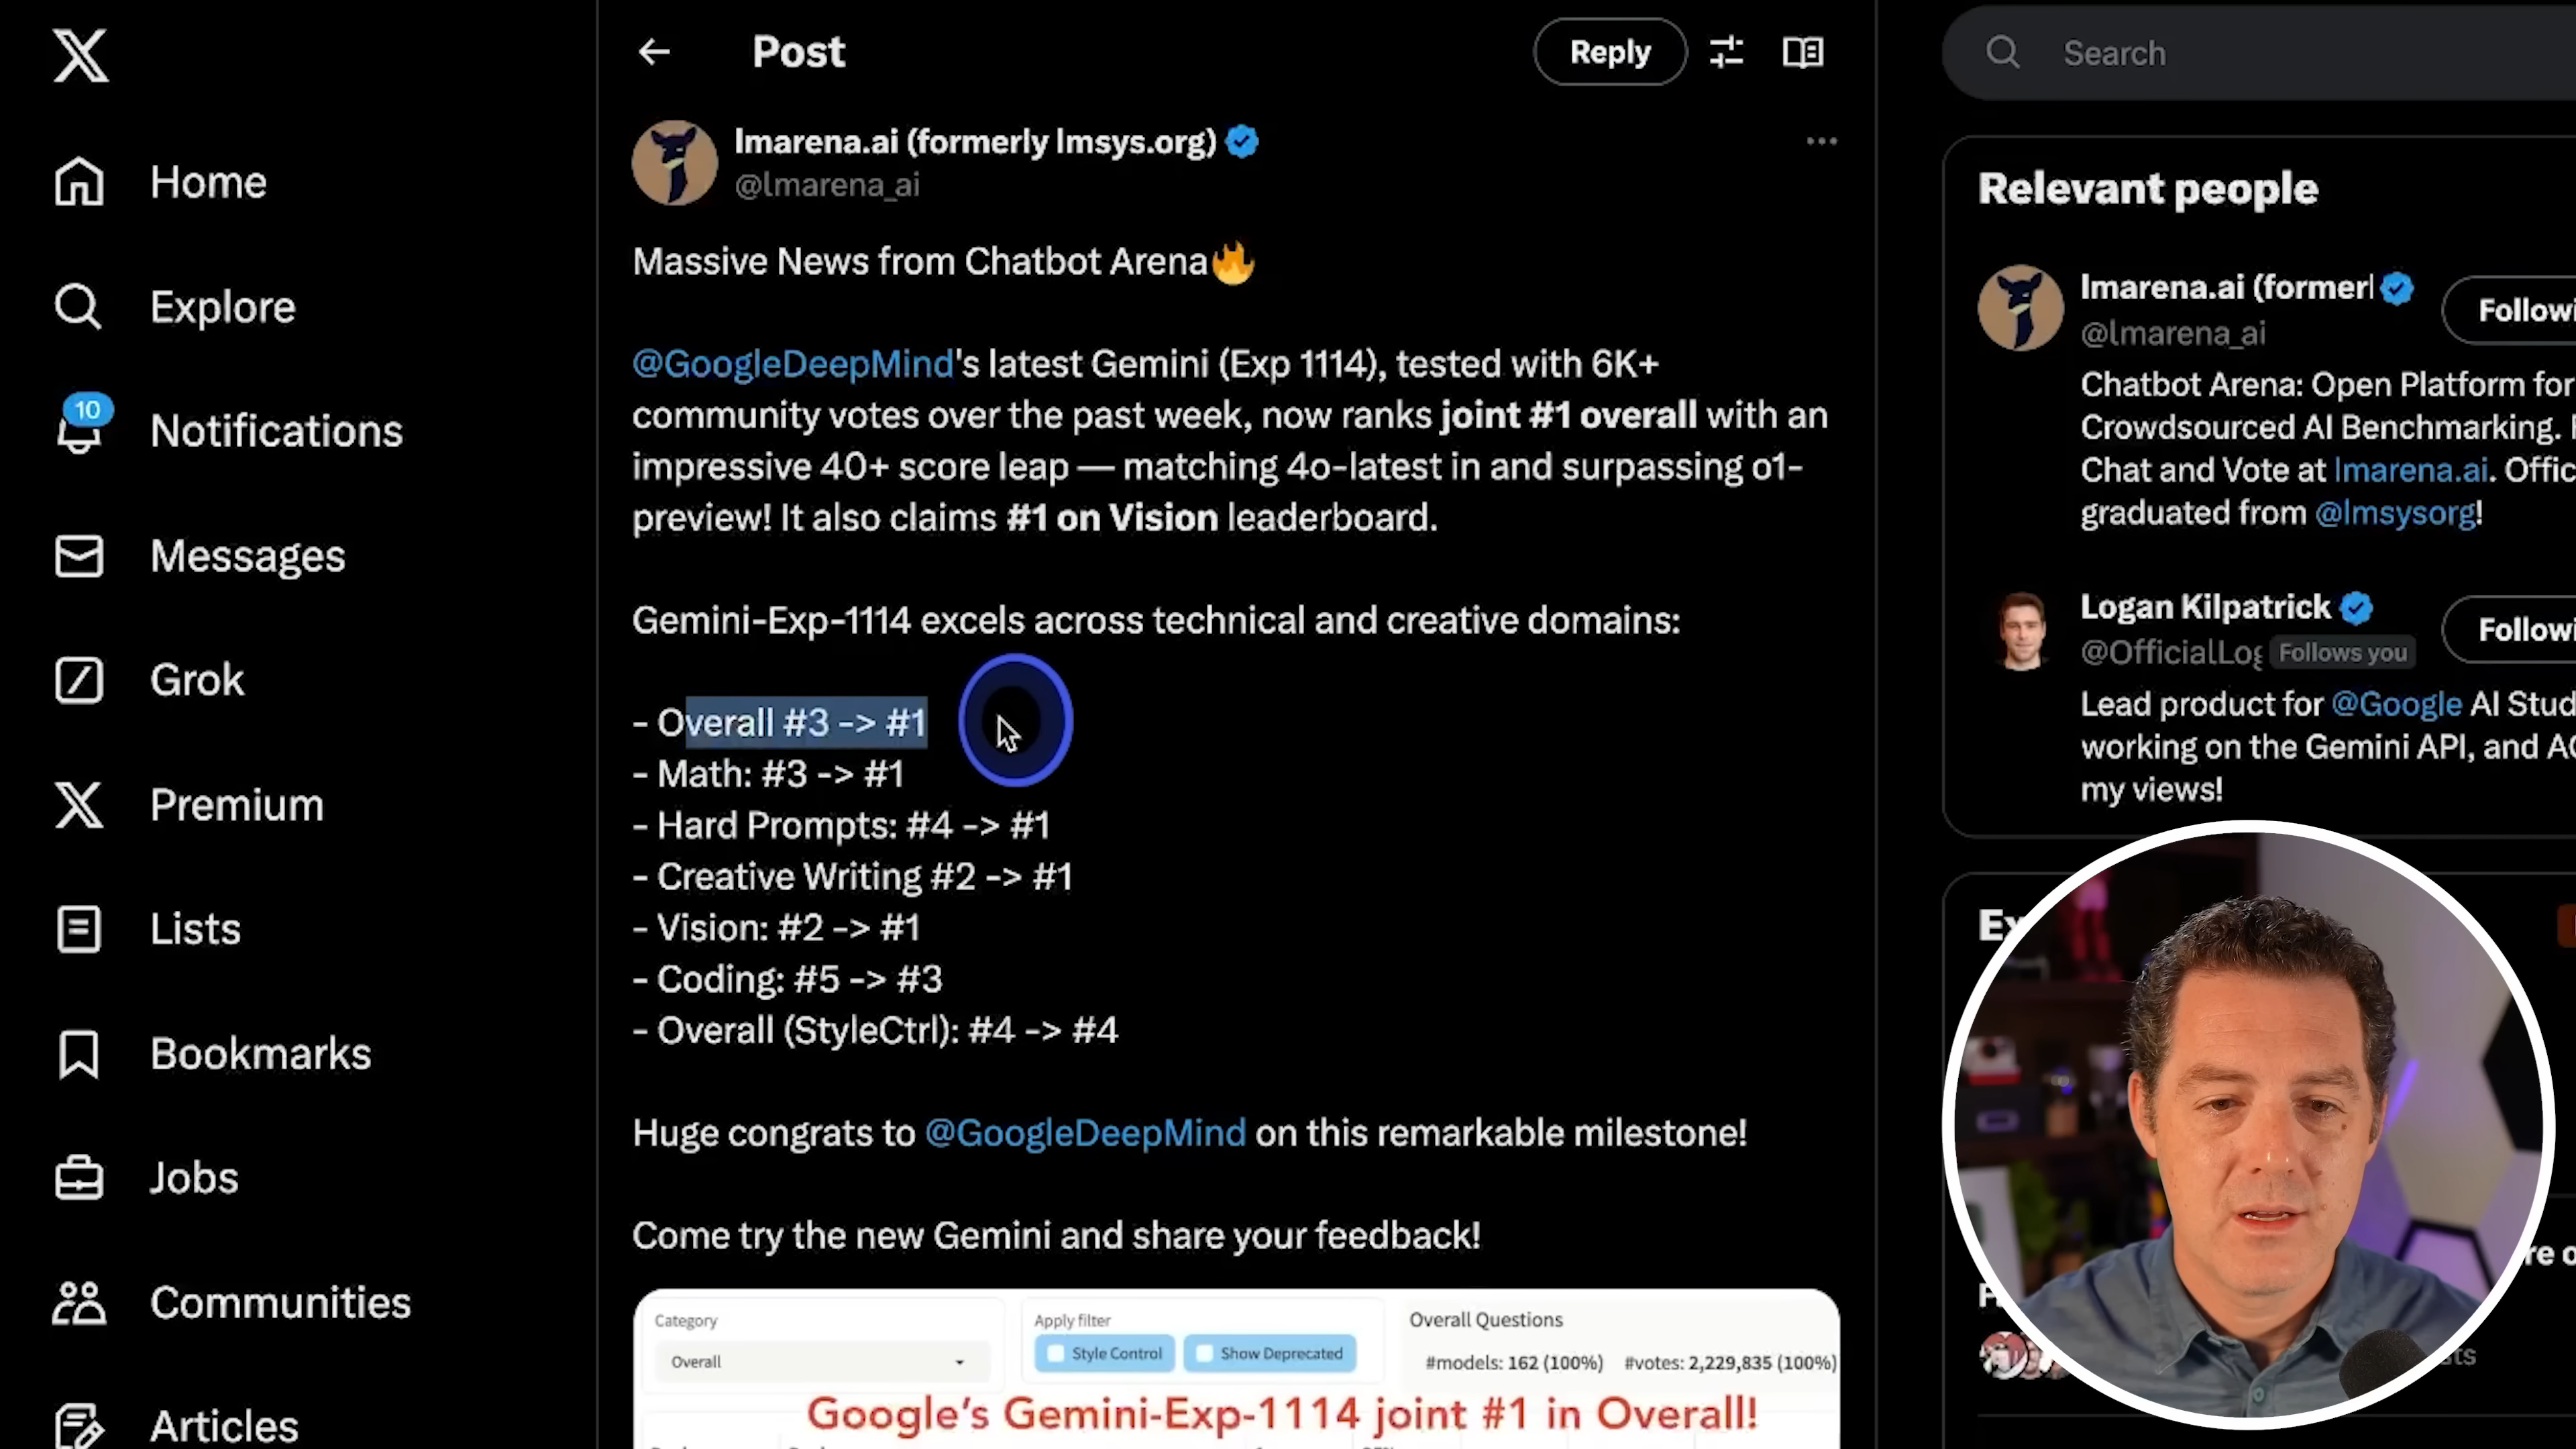 Home
Explore
10
Notifications
Messages
Grok
Premium
Lists
Bookmarks
Jobs
Communities
Articles
Post
Reply
lmarena.ai (formerly lmsys.org)
@lmarena_ai
Massive News from Chatbot Arena🔥
@GoogleDeepMind's latest Gemini (Exp 1114), tested with 6K+
community votes over the past week, now ranks joint #1 overall with an
impressive 40+ score leap — matching 4o-latest in and surpassing o1-
preview! It also claims #1 on Vision leaderboard.
Gemini-Exp-1114 excels across technical and creative domains:
- Overall #3 -> #1
- Math: #3 -> #1
- Hard Prompts: #4 -> #1
- Creative Writing #2 -> #1
- Vision: #2 -> #1
- Coding: #5 -> #3
- Overall (StyleCtrl): #4 -> #4
Huge congrats to @GoogleDeepMind on this remarkable milestone!
Come try the new Gemini and share your feedback!
Category
Overall
Apply filter
Style Control Show Deprecated
Overall Questions
#models: 162 (100%) #votes: 2,229,835 (100%)
Google's Gemini-Exp-1114 joint #1 in Overall!
Search
Relevant people
lmarena.ai (formerl
Followi
@lmarena_ai
Chatbot Arena: Open Platform for
Crowdsourced AI Benchmarking.
Chat and Vote at lmarena.ai. Offic
graduated from @lmsysorg!
Logan Kilpatrick
Followi
@OfficialLog Follows you
Lead product for @Google AI Stud
working on the Gemini API, and AG
my views!